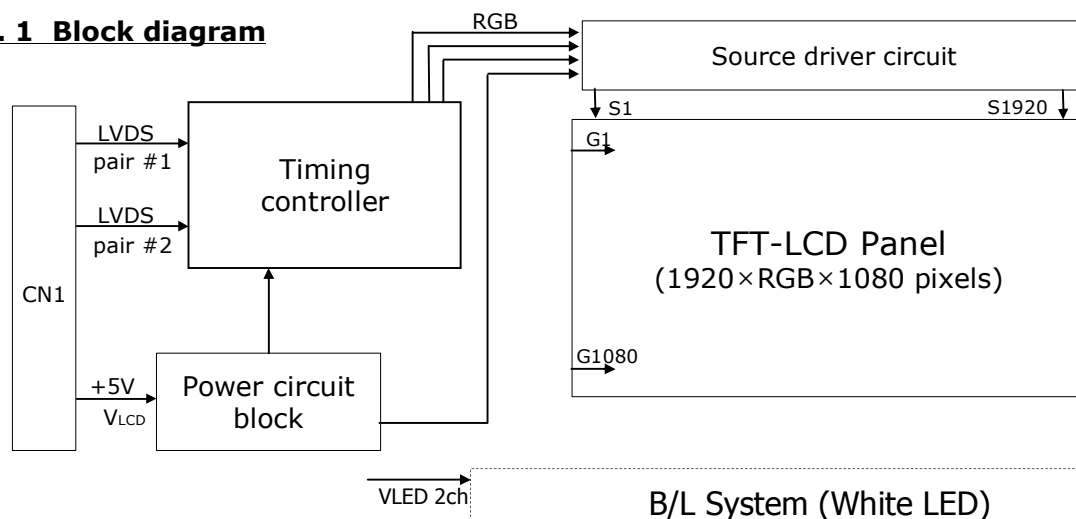 . 1 Block diagram
RGB
Source driver circuit
S1
S1920
CN1
LVDS
pair #1
LVDS
pair #2
Timing
controller
G1
TFT-LCD Panel
(1920×RGB×1080 pixels)
G1080
+5V
VLCD
Power circuit
block
VLED 2ch
B/L System (White LED)